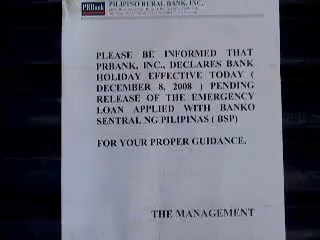 PRBank PILIPINO RURAL BANK, INC.
PLEASE BE INFORMED THAT
PRBANK, INC., DECLARES BANK
HOLIDAY EFFECTIVE TODAY (
DECEMBER 8, 2008 ) PENDING
RELEASE OF THE EMERGENCY
LOAN APPLIED WITH BANKO
SENTRAL NG PILIPINAS ( BSP)
FOR YOUR PROPER GUIDANCE.
THE MANAGEMENT